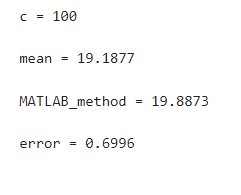 c = 100
mean = 19.1877
MATLAB_method = 19.8873
error = 0.6996